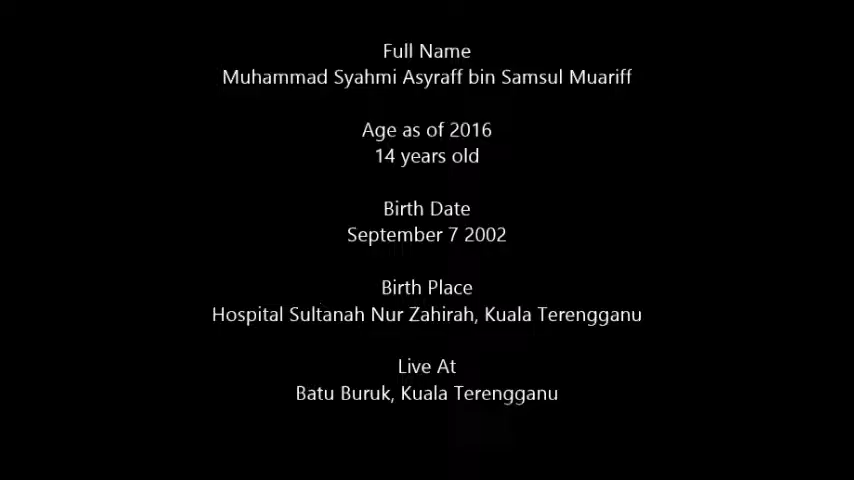 Full Name
Muhammad Syahmi Asyraff bin Samsul Muariff
Age as of 2016
14 years old
Birth Date
September 7 2002
Birth Place
Hospital Sultanah Nur Zahirah, Kuala Terengganu
Live At
Batu Buruk, Kuala Terengganu